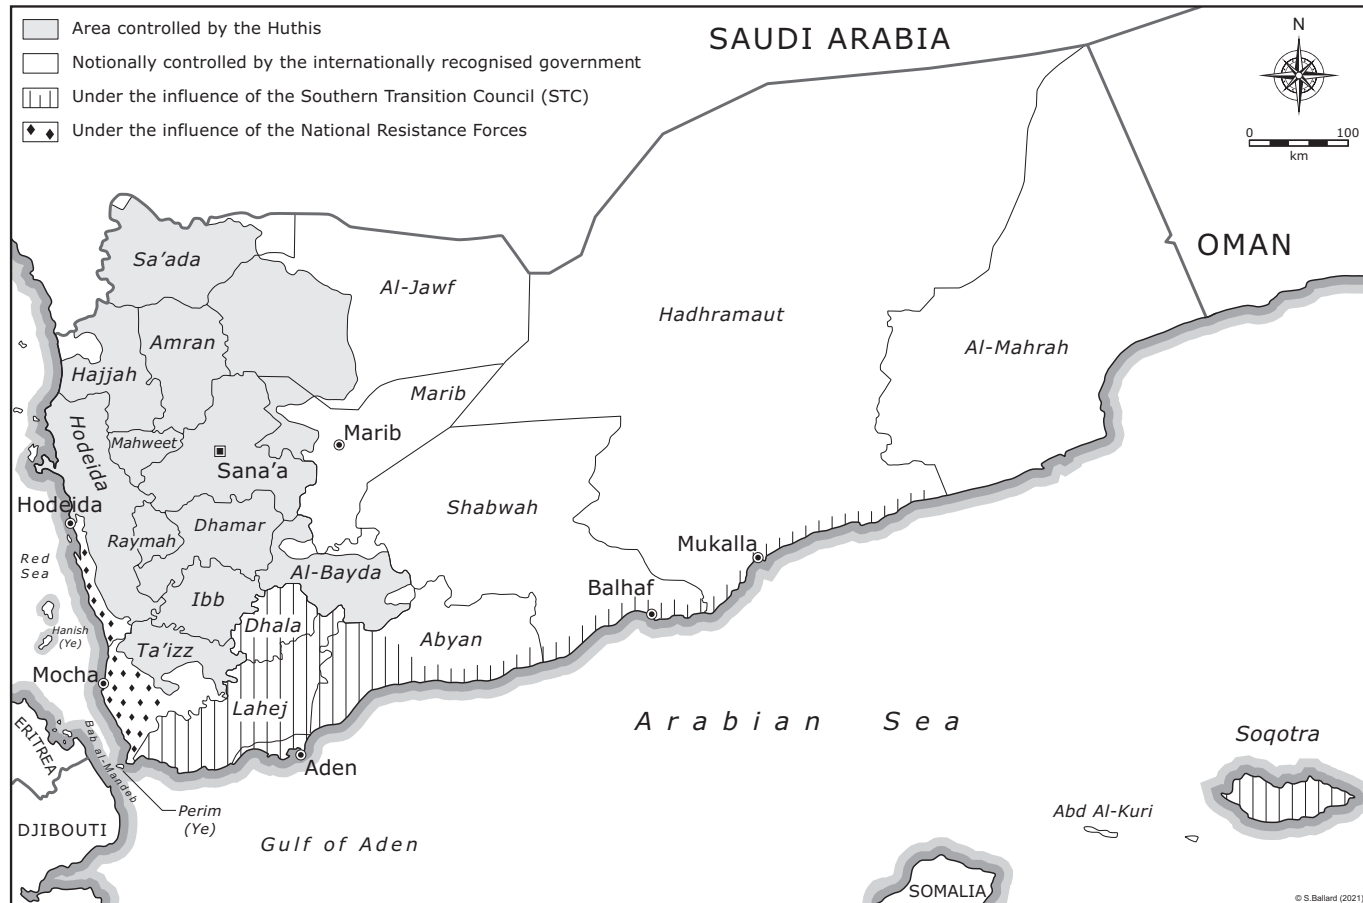 Area controlled by the Huthis
Notionally controlled by the internationally recognised government
Under the influence of the Southern Transition Council (STC)
Under the influence of the National Resistance Forces
SAUDI ARABIA
N
0 100
km
OMAN
Sa’ada
Al-Jawf
Hadhramaut
Amran
Al-Mahrah
Hajjah
Marib
Hodeida
Mahweet
Marib
Sana’a
Hodeida
Shabwah
Dhamar
Raymah
Mukalla
Red
Sea
Al-Bayda
Balhaf
Ibb
Hanish
(Ye)
Dhala
Abyan
Ta’izz
Mocha
Lahej
Arabian Sea
ERITREA
Bab al-Mandeb
Soqotra
Aden
Perim
(Ye)
Abd Al-Kuri
DJIBOUTI
Gulf of Aden
SOMALIA
© S.Ballard (2021)